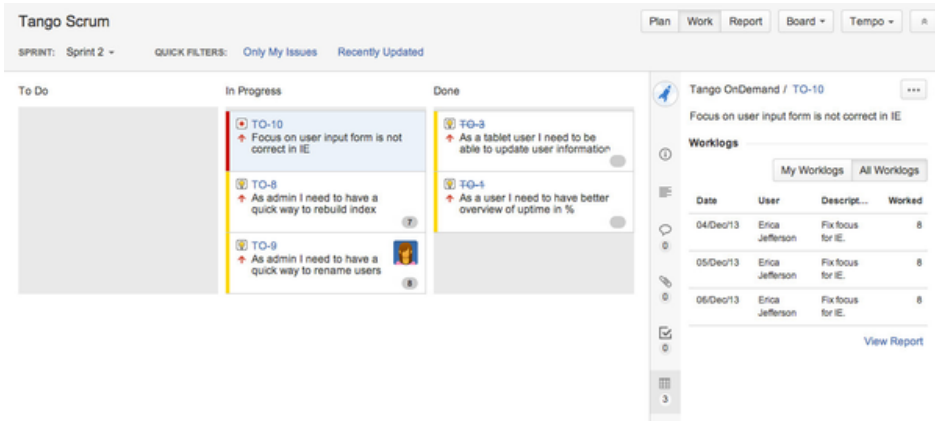 Tango Scrum
Plan Work Report Board Tempo
SPRINT: Sprint 2 QUICK FILTERS: Only My Issues Recently Updated
To Do
In Progress
TO-10
Focus on user input form is not
correct in IE
TO-8
As admin I need to have a
quick way to rebuild index
7
TO-9
As admin I need to have a
quick way to rename users
8
Done
TO-3
As a tablet user I need to be
able to update user information
TO-1
As a user I need to have better
overview of uptime in %
0
0
0
3
Tango OnDemand / TO-10
Focus on user input form is not correct in IE
Worklogs
My Worklogs All Worklogs
Date User Descript... Worked
04/Dec/13 Erica Fix focus 8
Jefferson for IE.
05/Dec/13 Erica Fix focus 8
Jefferson for IE.
06/Dec/13 Erica Fix focus 8
Jefferson for IE.
View Report